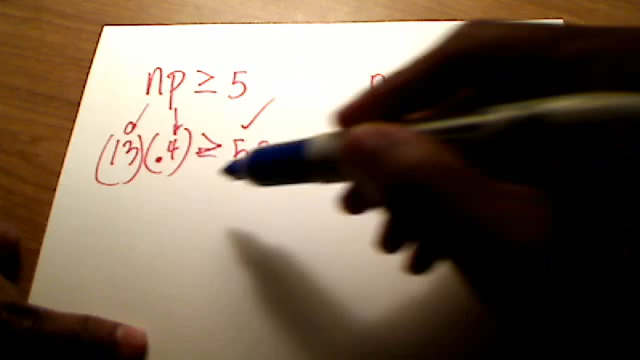 np ≥ 5
(13)(.4) ≥ 5